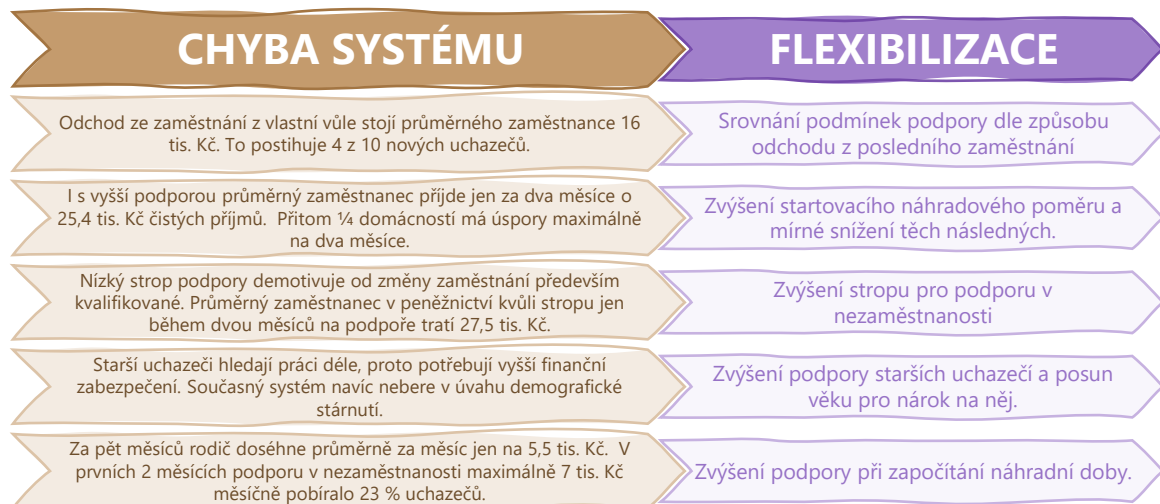 CHYBA SYSTÉMU
FLEXIBILIZACE
Odchod ze zaměstnání z vlastní vůle stojí průměrného zaměstnance 16
tis. Kč. To postihuje 4 z 10 nových uchazečů.
Srovnání podmínek podpory dle způsobu
odchodu z posledního zaměstnání
I s vyšší podporou průměrný zaměstnanec příjde jen za dva měsíce o
25,4 tis. Kč čistých příjmů. Přitom ¼ domácností má úspory maximálně
na dva měsíce.
Zvýšení startovacího náhradového poměru a
mírné snížení těch následných.
Nízký strop podpory demotivuje od změny zaměstnání především
kvalifikované. Průměrný zaměstnanec v peněžnictví kvůli stropu jen
během dvou měsíců na podpoře tratí 27,5 tis. Kč.
Zvýšení stropu pro podporu v
nezaměstnanosti
Starší uchazeči hledají práci déle, proto potřebují vyšší finanční
zabezpečení. Současný systém navíc nebere v úvahu demografické
stárnutí.
Zvýšení podpory starších uchazečí a posun
věku pro nárok na něj.
Za pět měsíců rodič doséhne průměrně za měsíc jen na 5,5 tis. Kč. V
prvních 2 měsících podporu v nezaměstnanosti maximálně 7 tis. Kč
měsíčně pobíralo 23 % uchazečů.
Zvýšení podpory při započítání náhradní doby.